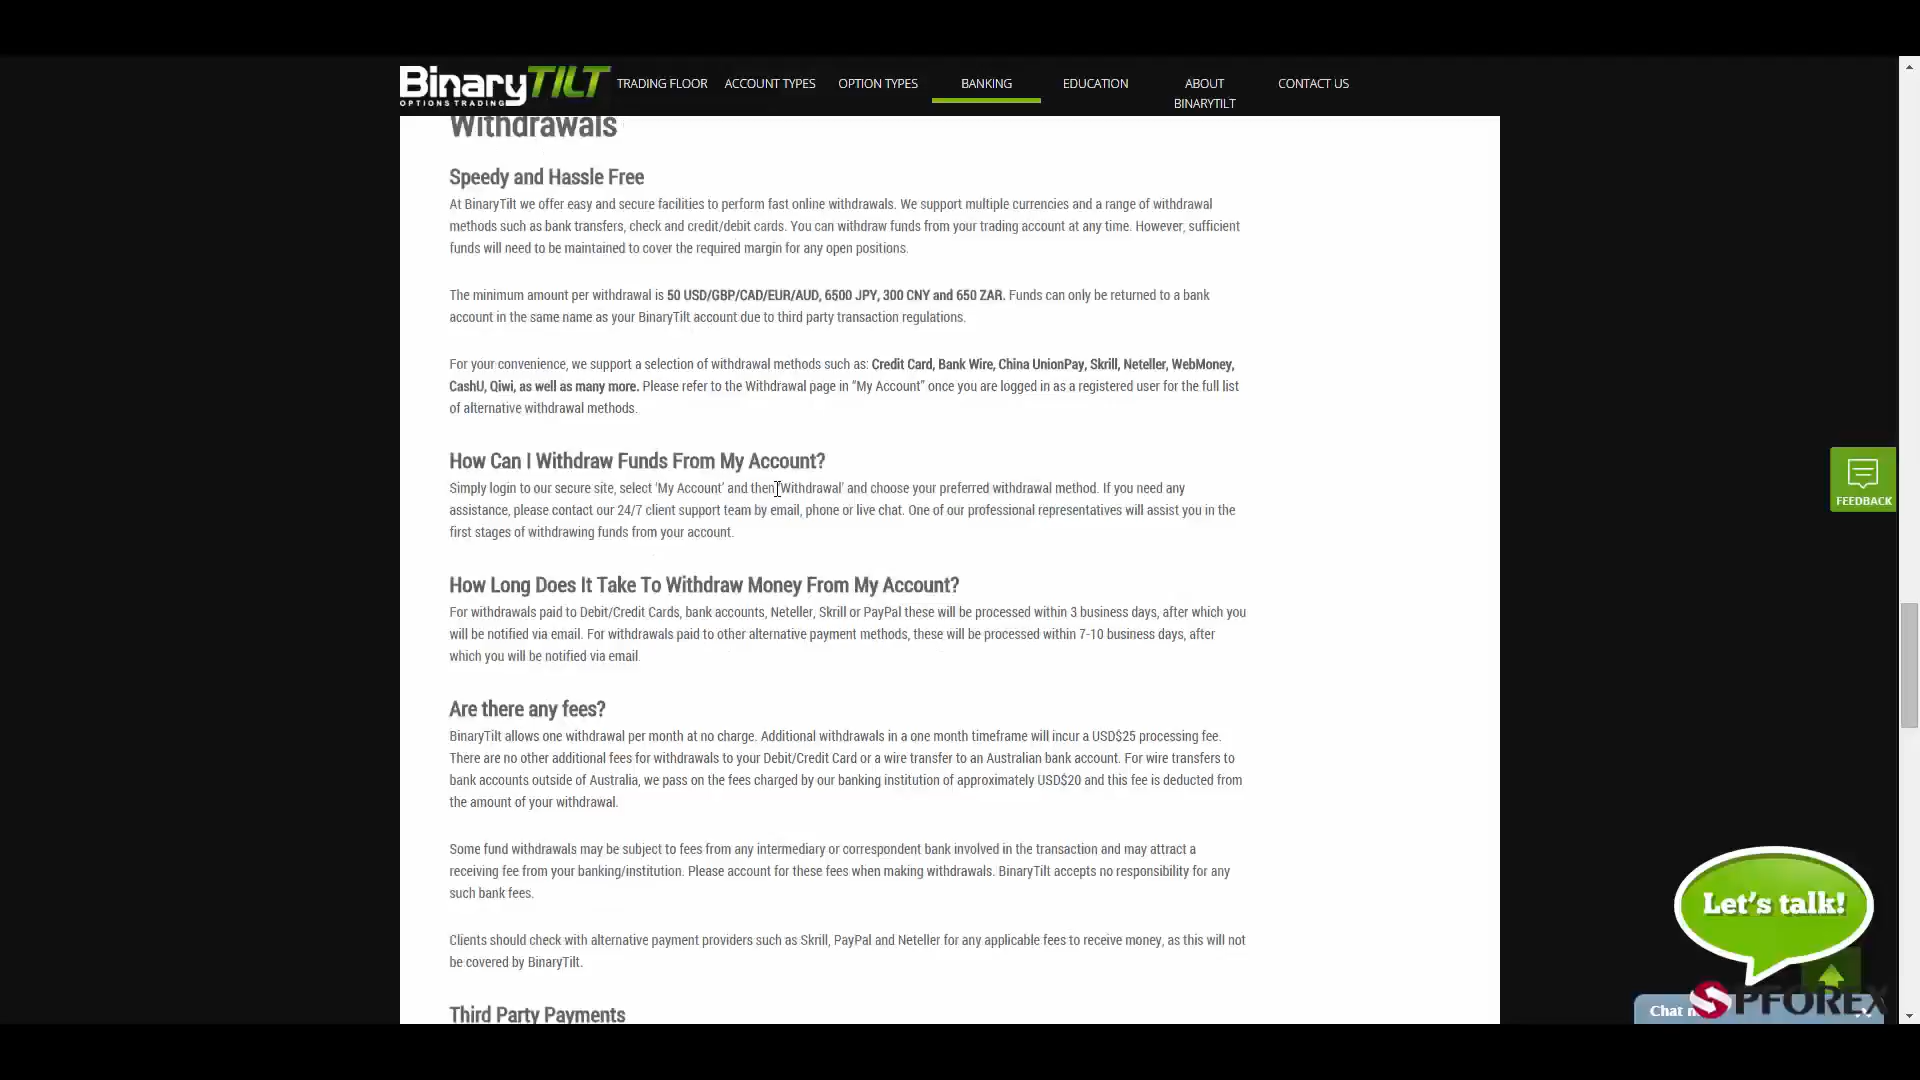 BinaryTILT
OPTIONS TRADING
TRADING FLOOR
ACCOUNT TYPES
OPTION TYPES
BANKING
EDUCATION
ABOUT
BINARYTILT
CONTACT US
Withdrawals
Speedy and Hassle Free
At BinaryTilt we offer easy and secure facilities to perform fast online withdrawals. We support multiple currencies and a range of withdrawal
methods such as bank transfers, check and credit/debit cards. You can withdraw funds from your trading account at any time. However, sufficient
funds will need to be maintained to cover the required margin for any open positions.
The minimum amount per withdrawal is 50 USD/GBP/CAD/EUR/AUD, 6500 JPY, 300 CNY and 650 ZAR. Funds can only be returned to a bank
account in the same name as your BinaryTilt account due to third party transaction regulations.
For your convenience, we support a selection of withdrawal methods such as: Credit Card, Bank Wire, China UnionPay, Skrill, Neteller, WebMoney,
CashU, Qiwi, as well as many more. Please refer to the Withdrawal page in “My Account” once you are logged in as a registered user for the full list
of alternative withdrawal methods.
How Can I Withdraw Funds From My Account?
Simply login to our secure site, select ‘My Account’ and then ‘Withdrawal’ and choose your preferred withdrawal method. If you need any
assistance, please contact our 24/7 client support team by email, phone or live chat. One of our professional representatives will assist you in the
first stages of withdrawing funds from your account.
How Long Does It Take To Withdraw Money From My Account?
For withdrawals paid to Debit/Credit Cards, bank accounts, Neteller, Skrill or PayPal these will be processed within 3 business days, after which you
will be notified via email. For withdrawals paid to other alternative payment methods, these will be processed within 7-10 business days, after
which you will be notified via email.
Are there any fees?
BinaryTilt allows one withdrawal per month at no charge. Additional withdrawals in a one month timeframe will incur a USD$25 processing fee.
There are no other additional fees for withdrawals to your Debit/Credit Card or a wire transfer to an Australian bank account. For wire transfers to
bank accounts outside of Australia, we pass on the fees charged by our banking institution of approximately USD$20 and this fee is deducted from
the amount of your withdrawal.
Some fund withdrawals may be subject to fees from any intermediary or correspondent bank involved in the transaction and may attract a
receiving fee from your banking/institution. Please account for these fees when making withdrawals. BinaryTilt accepts no responsibility for any
such bank fees.
Clients should check with alternative payment providers such as Skrill, PayPal and Neteller for any applicable fees to receive money, as this will not
be covered by BinaryTilt.
Third Party Payments
FEEDBACK
Let's talk!
Chat
SPFOREX